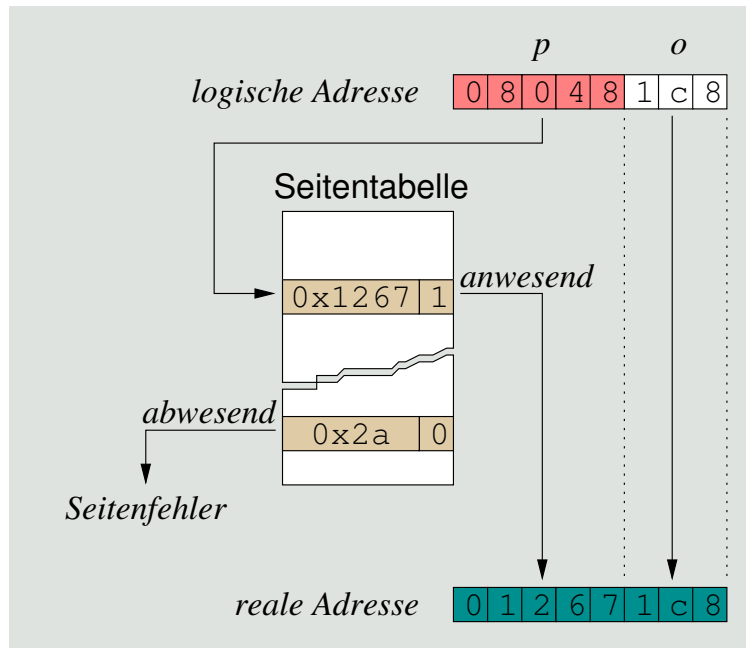 p o
logische Adresse 0 8 0 4 8 1 c 8
Seitentabelle
0x1267 1 anwesend
abwesend
0x2a 0
Seitenfehler
reale Adresse 0 1 2 6 7 1 c 8